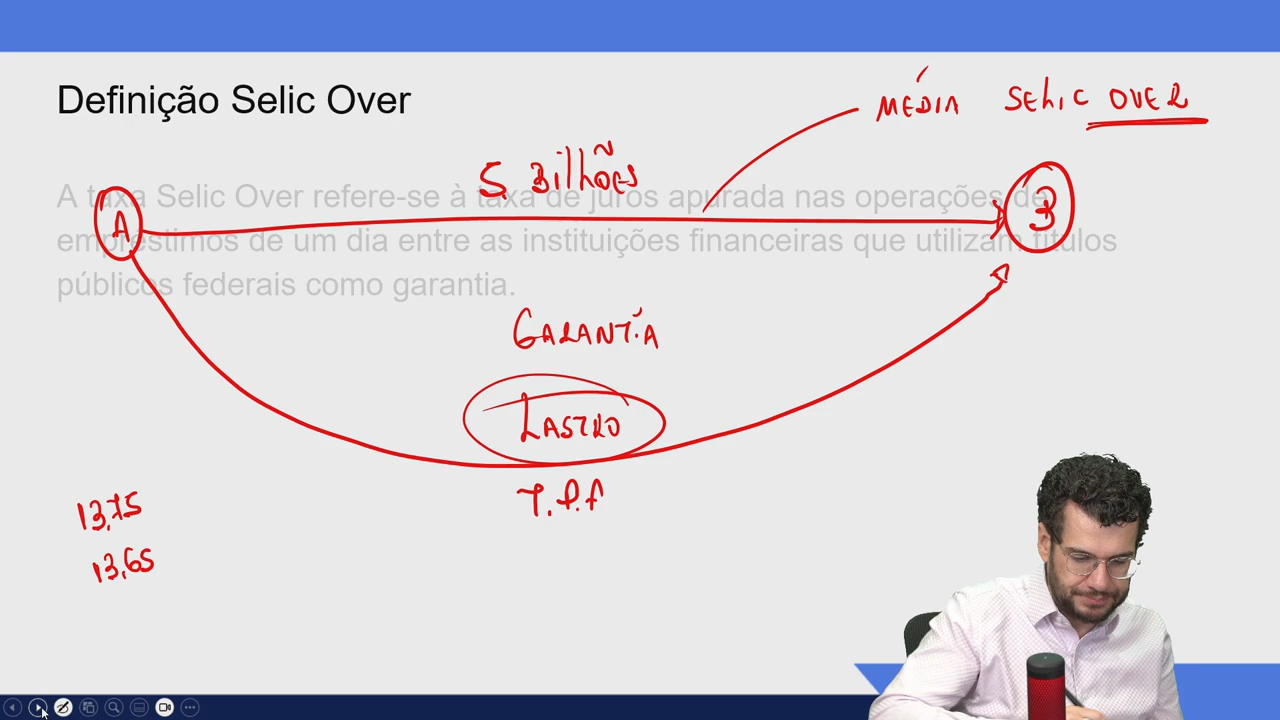 Definição Selic Over
MÉDIA SELIC OVER
5 BilhÕes
A taxa Selic Over refere-se à taxa de juros apurada nas operações de
A
B
empréstimos de um dia entre as instituições financeiras que utilizam títulos
públicos federais como garantia.
GARANTÍA
LASTRO
T.P.F
13,75
13,65